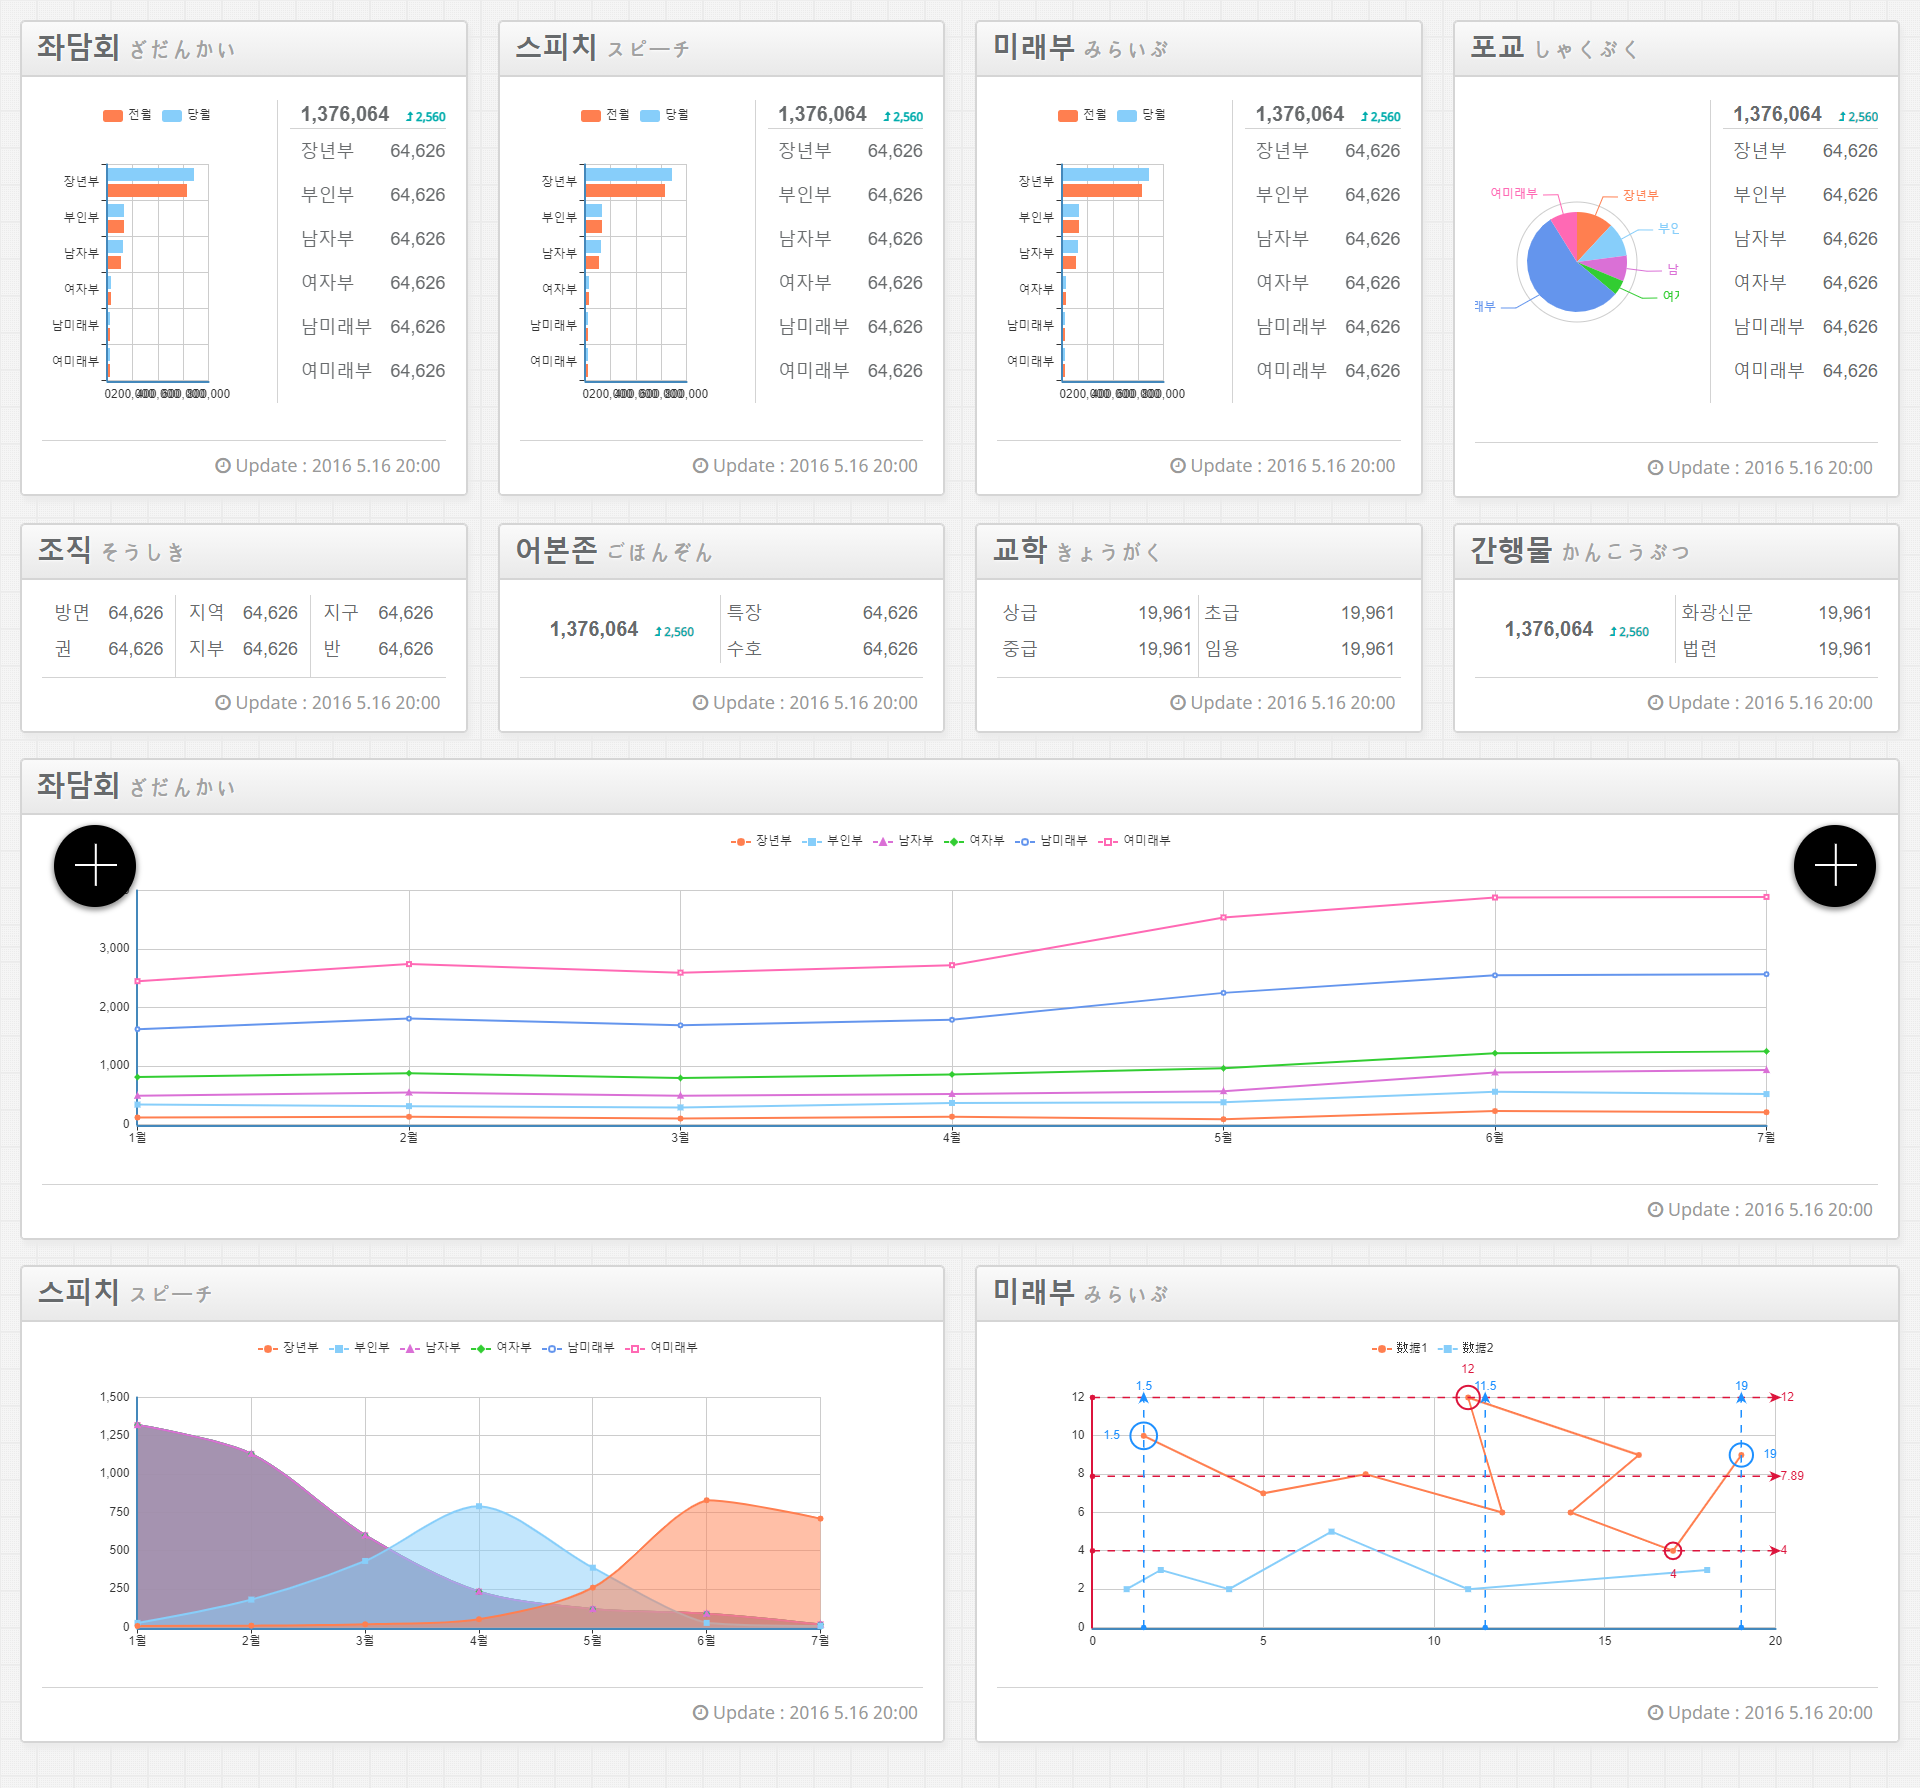 좌담회 ざだんかい
전월 당월
1,376,064 2,560
장년부 64,626
부인부 64,626
남자부 64,626
여자부 64,626
남미래부 64,626
여미래부 64,626
장년부
부인부
남자부
여자부
남미래부
여미래부
Update : 2016 5.16 20:00
스피치 スピーチ
전월 당월
1,376,064 2,560
장년부 64,626
부인부 64,626
남자부 64,626
여자부 64,626
남미래부 64,626
여미래부 64,626
장년부
부인부
남자부
여자부
남미래부
여미래부
Update : 2016 5.16 20:00
미래부 みらいぶ
전월 당월
1,376,064 2,560
장년부 64,626
부인부 64,626
남자부 64,626
여자부 64,626
남미래부 64,626
여미래부 64,626
장년부
부인부
남자부
여자부
남미래부
여미래부
Update : 2016 5.16 20:00
포교 しゃくぶく
여미래부 장년부
1,376,064 2,560
장년부 64,626
부인부 64,626
남자부 64,626
여자부 64,626
남미래부 64,626
여미래부 64,626
Update : 2016 5.16 20:00
조직 そうしき
방면 64,626 지역 64,626 지구 64,626
권 64,626 지부 64,626 반 64,626
Update : 2016 5.16 20:00
어본존 ごほんぞん
1,376,064 2,560
특장 64,626
수호 64,626
Update : 2016 5.16 20:00
교학 きょうがく
상급 19,961 초급 19,961
중급 19,961 임용 19,961
Update : 2016 5.16 20:00
간행물 かんこうぶつ
1,376,064 2,560
화광신문 19,961
법련 19,961
Update : 2016 5.16 20:00
좌담회 ざだんかい
장년부 부인부 남자부 여자부 남미래부 여미래부
3,000
2,000
1,000
0
1월 2월 3월 4월 5월 6월 7월
Update : 2016 5.16 20:00
스피치 スピーチ
장년부 부인부 남자부 여자부 남미래부 여미래부
1,500
1,250
1,000
750
500
250
0
1월 2월 3월 4월 5월 6월 7월
Update : 2016 5.16 20:00
미래부 みらいぶ
数据1 数据2
12
1.5 11.5 19
12 12
10 1.5 19
8 7.89
6
4 4
4
2
0
0 5 10 15 20
Update : 2016 5.16 20:00